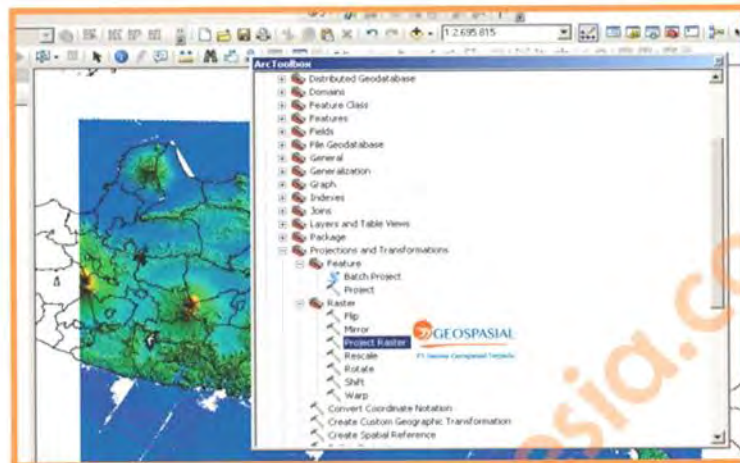 1:2.695.815
ArcToolbox
Distributed Geodatabase
Domains
Feature Class
Features
Fields
File Geodatabase
General
Generalization
Graph
Indexes
Joins
Layers and Table Views
Package
Projections and Transformations
Feature
Batch Project
Project
Raster
Flip
Mirror
Project Raster
Rescale
Rotate
Shift
Warp
Convert Coordinate Notation
Create Custom Geographic Transformation
Create Spatial Reference
GEOSPASIAL
esia.co